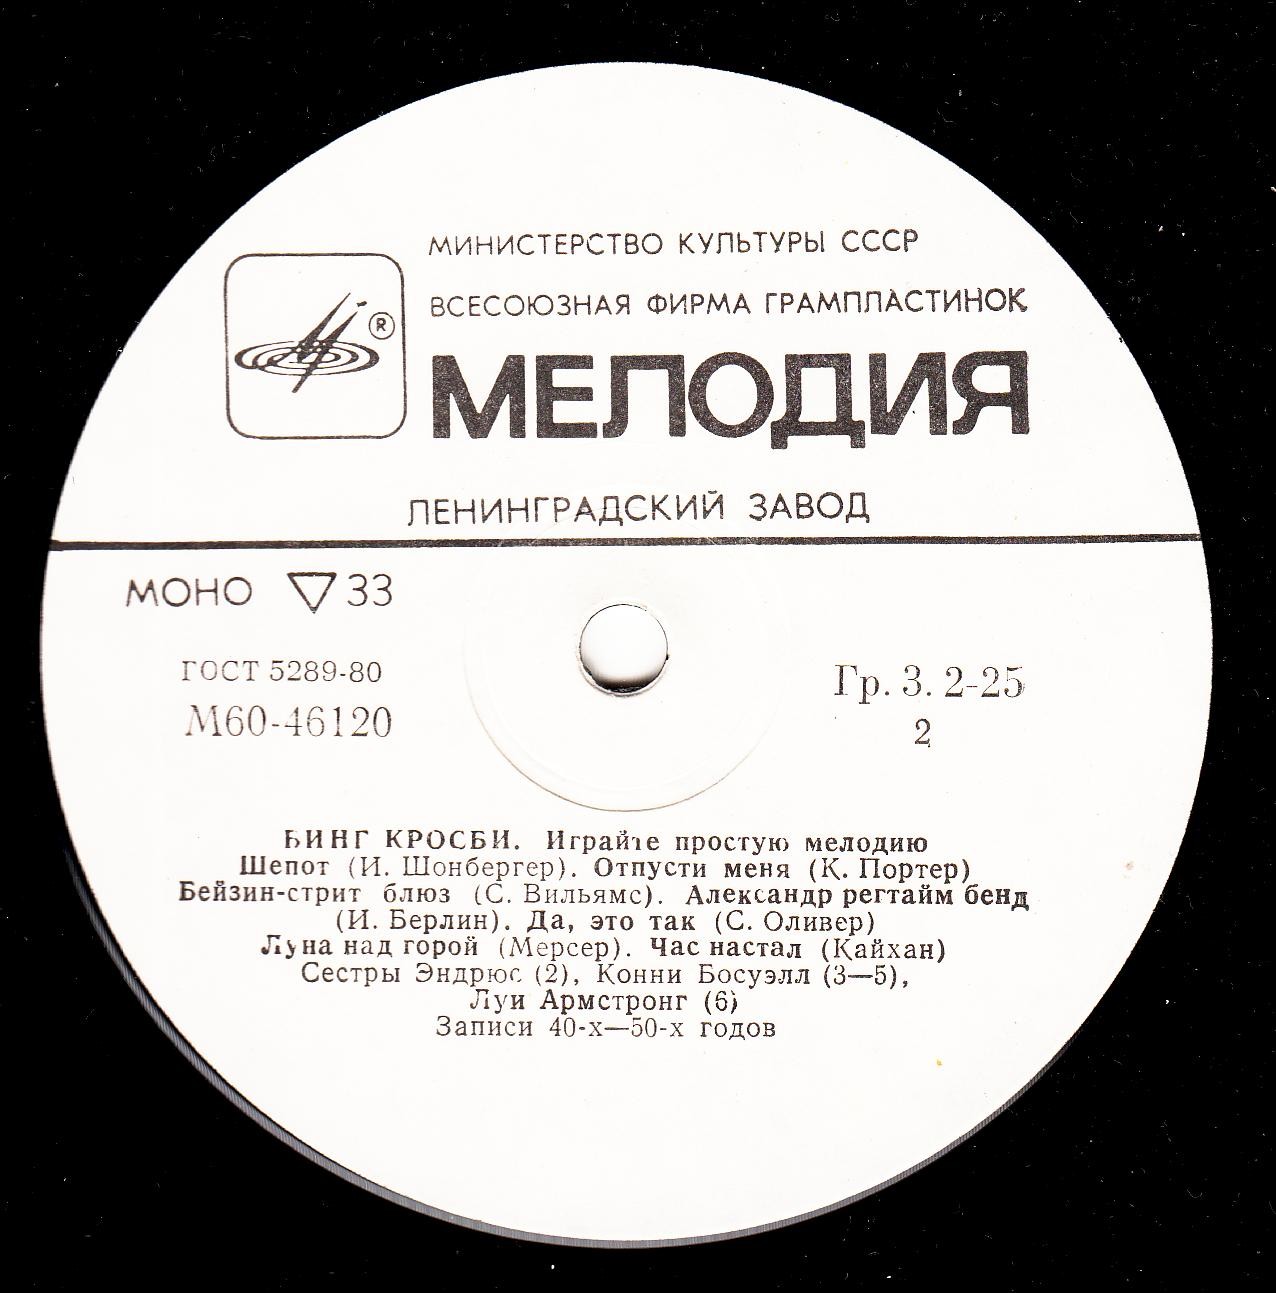 МИНИСТЕРСТВО КУЛЬТУРЫ СССР
ВСЕСОЮЗНАЯ ФИРМА ГРАМПЛАСТИНОК
®
МЕЛОДИЯ
ЛЕНИНГРАДСКИЙ ЗАВОД
МОНО ▽ 33
ГОСТ 5289-80
М60-46120
Гр. 3. 2-25
2
БИНГ КРОСБИ. Играйте простую мелодию
Шепот (И. Шонбергер). Отпусти меня (К. Портер)
Бейзин-стрит блюз (С. Вильямс). Александр регтайм бенд
(И. Берлин). Да, это так (С. Оливер)
Луна над горой (Мерсер). Час настал (Кайхан)
Сестры Эндрюс (2), Конни Босуэлл (3—5),
Луи Армстронг (6)
Записи 40-х—50-х годов